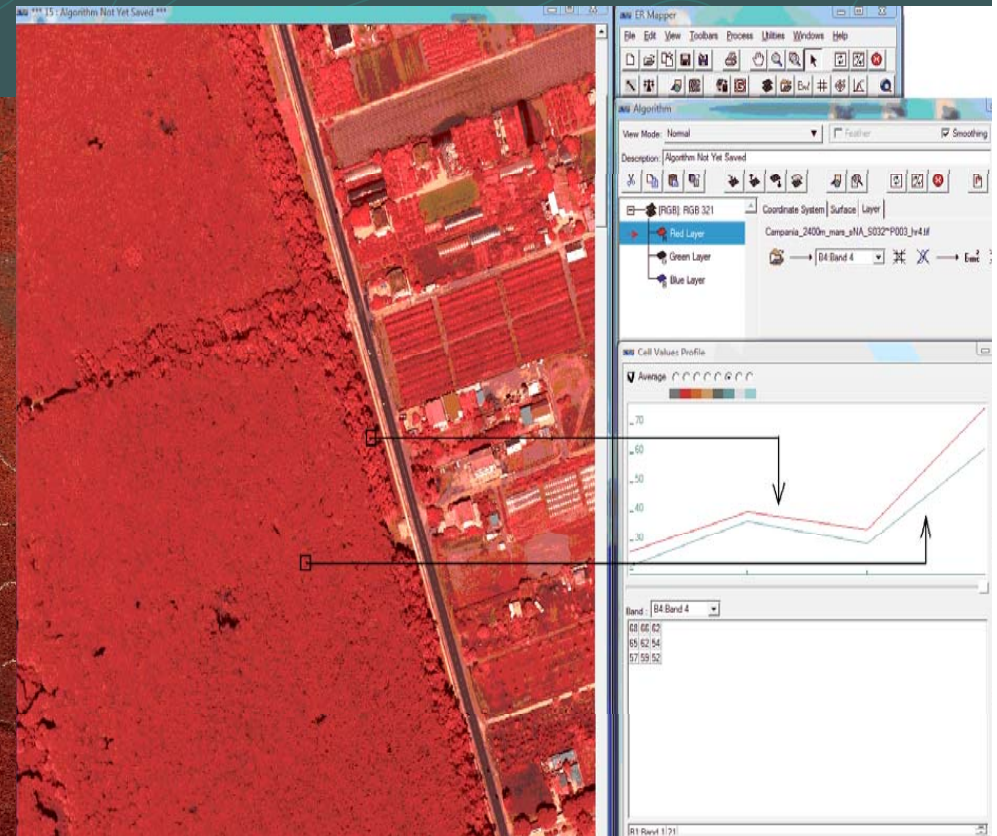 *** 15 : Algorithm Not Yet Saved ***
ER Mapper
File Edit View Toolbars Process Utilities Windows Help
Algorithm
View Mode: Normal Feather Smoothing
Description: Algorithm Not Yet Saved
[RGB]: RGB 321 Coordinate System Surface Layer
Red Layer
Campania_2400m_mars_sNA_S032~P003_hr4.tif
Green Layer
B4:Band 4
Blue Layer
Cell Values Profile
Average
70
60
50
40
30
Band : B4:Band 4
68 66 62
65 62 54
57 59 52
B1:Band 1 21